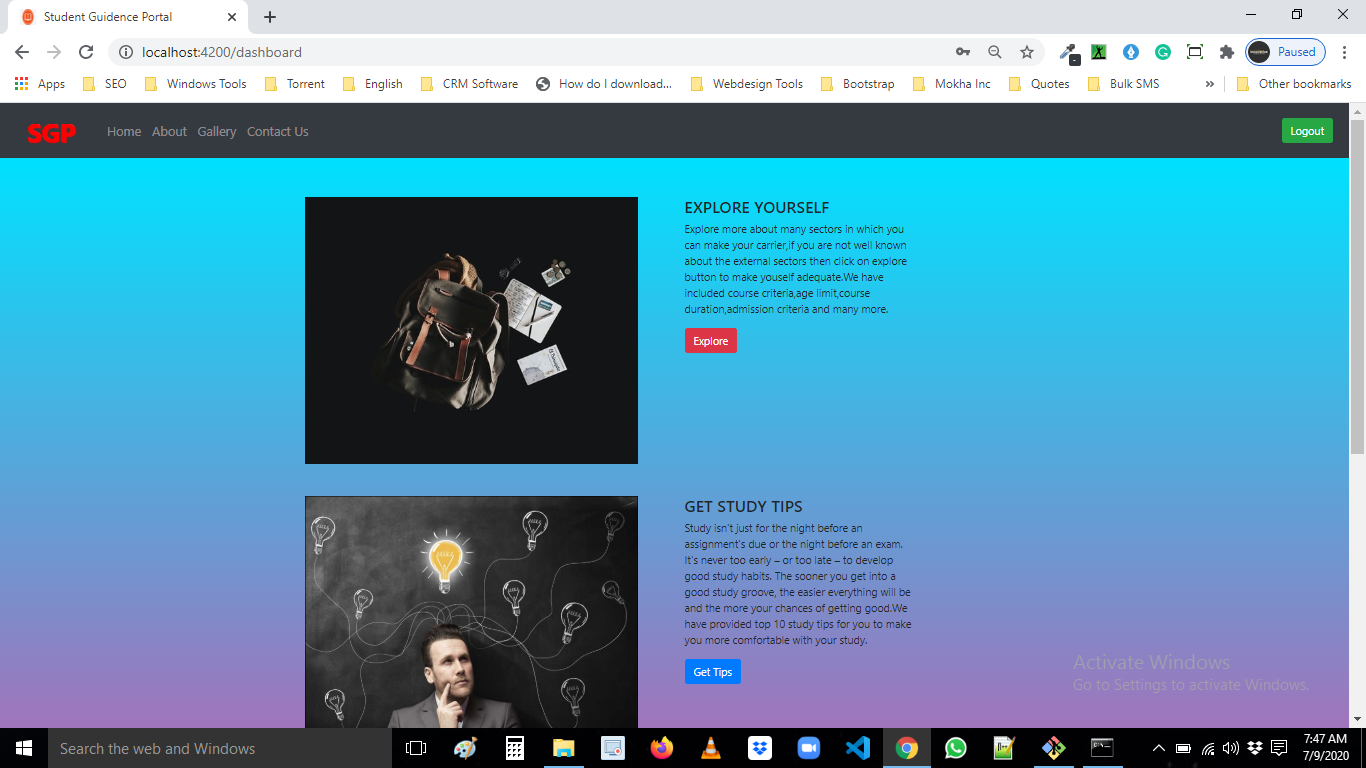 Student Guidence Portal
localhost:4200/dashboard
Paused
Apps SEO Windows Tools Torrent English CRM Software How do I download... Webdesign Tools Bootstrap Mokha Inc Quotes Bulk SMS » Other bookmarks
SGP Home About Gallery Contact Us Logout
EXPLORE YOURSELF
Explore more about many sectors in which you
can make your carrier,if you are not well known
about the external sectors then click on explore
button to make youself adequate.We have
included course criteria,age limit,course
duration,admission criteria and many more.
Explore
GET STUDY TIPS
Study isn't just for the night before an
assignment's due or the night before an exam.
It's never too early – or too late – to develop
good study habits. The sooner you get into a
good study groove, the easier everything will be
and the more your chances of getting good.We
have provided top 10 study tips for you to make
you more comfortable with your study.
Get Tips
Activate Windows
Go to Settings to activate Windows.
Search the web and Windows
7:47 AM
7/9/2020